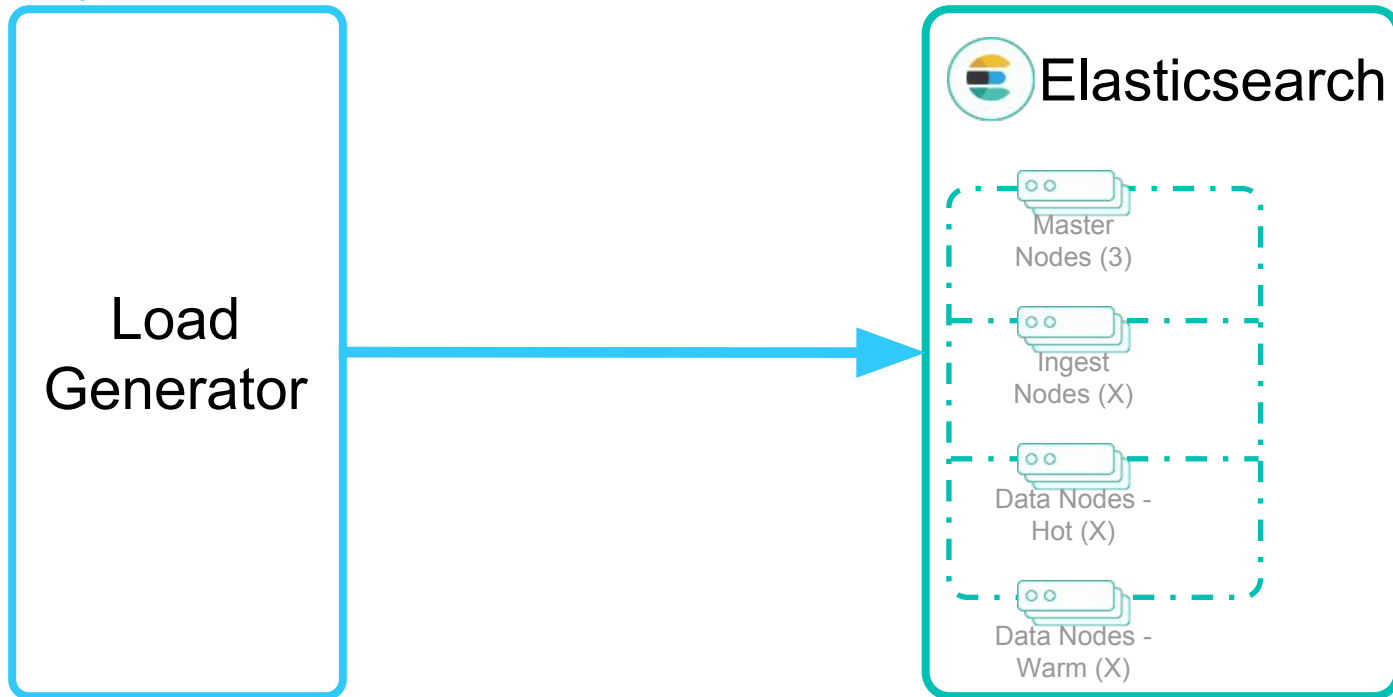 Load
Generator
Elasticsearch
Master
Nodes (3)
Ingest
Nodes (X)
Data Nodes -
Hot (X)
Data Nodes -
Warm (X)